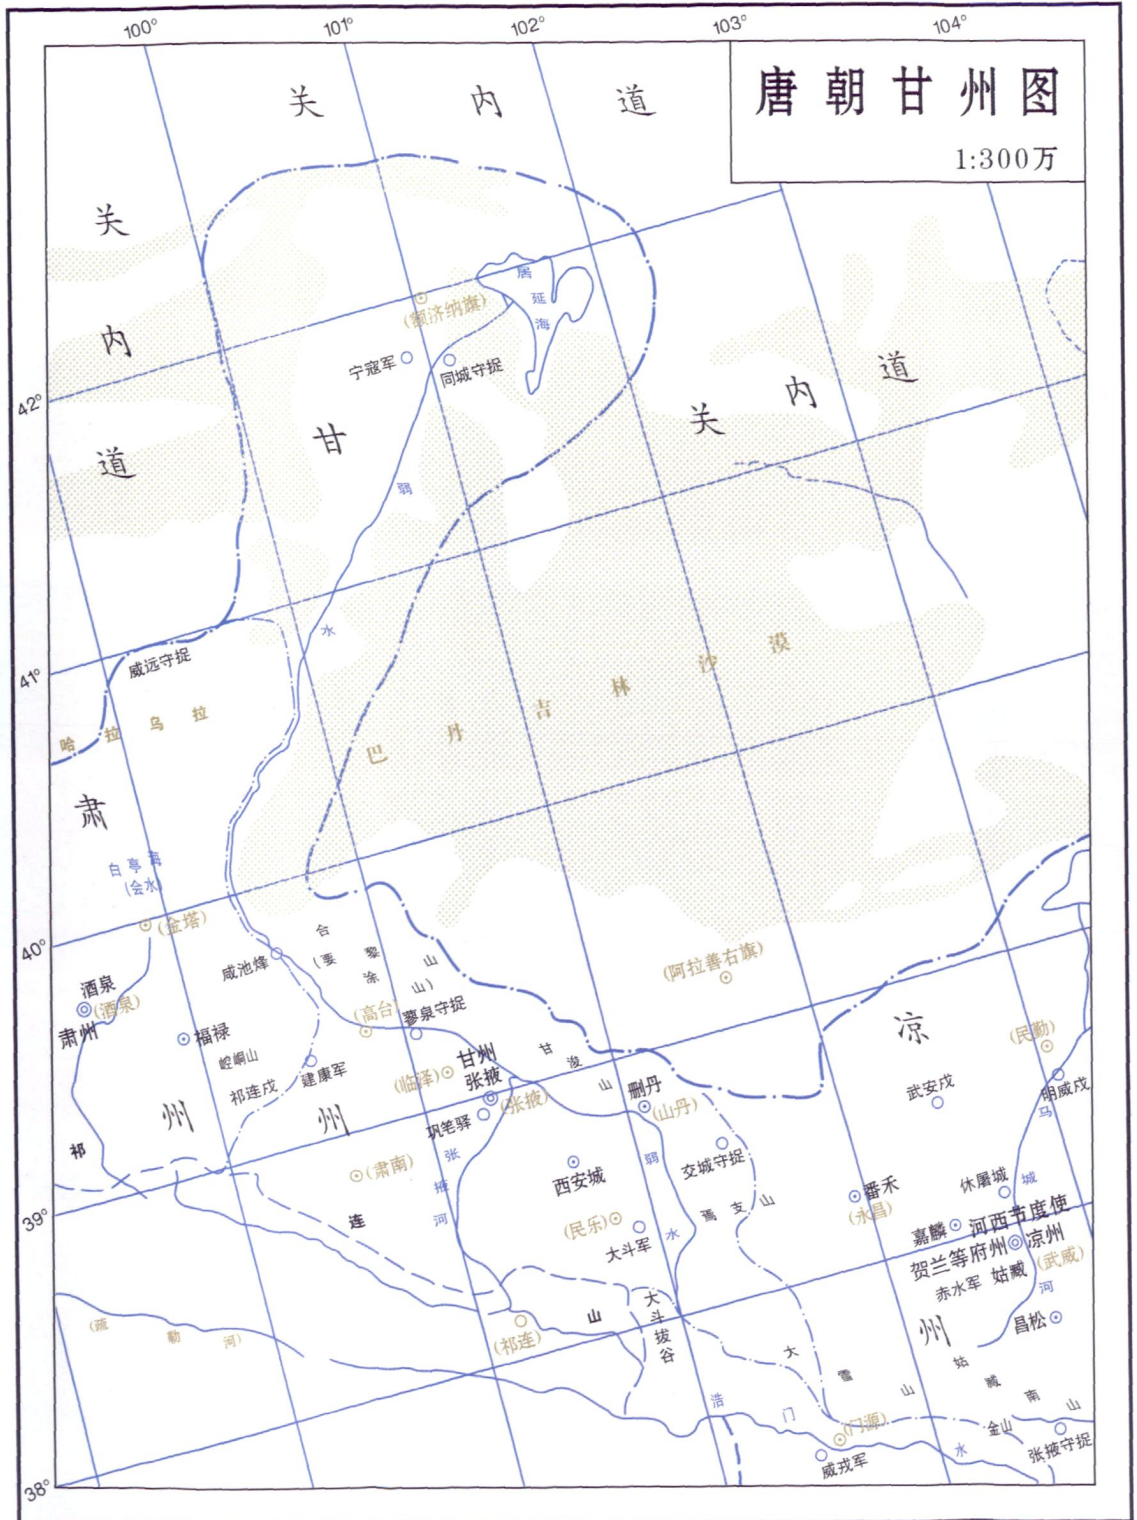 100° 101° 102° 103° 104°
唐朝甘州图
1:300万
关内道
关内道
关内道
42°
41°
40°
39°
38°
居延海
(额济纳旗)
宁寇军
同城守捉
甘
弱
水
威远守捉
哈拉乌拉
巴丹吉林沙漠
肃
白亭海
(会水)
(金塔)
合黎山
(要涂山)
咸池烽
酒泉
(酒泉)
肃州
福禄
(高台)
蓼泉守捉
(阿拉善右旗)
凉
(民勤)
崆峒山
祁连戍
建康军
(临泽)
甘州
张掖
(张掖)
甘浚山
删丹
(山丹)
武安戍
明威戍
马
城
河
州
州
巩笔驿
祁
连
山
(肃南)
张掖河
西安城
弱
水
交城守捉
焉支山
番禾
(永昌)
休屠城
嘉麟
河西节度使
贺兰等府州
凉州
(武威)
赤水军
姑臧
(民乐)
大斗军
大斗拔谷
昌松
州
(疏勒河)
(祁连)
大雪山
姑臧南山
浩门水
(门源)
威戎军
金山
张掖守捉